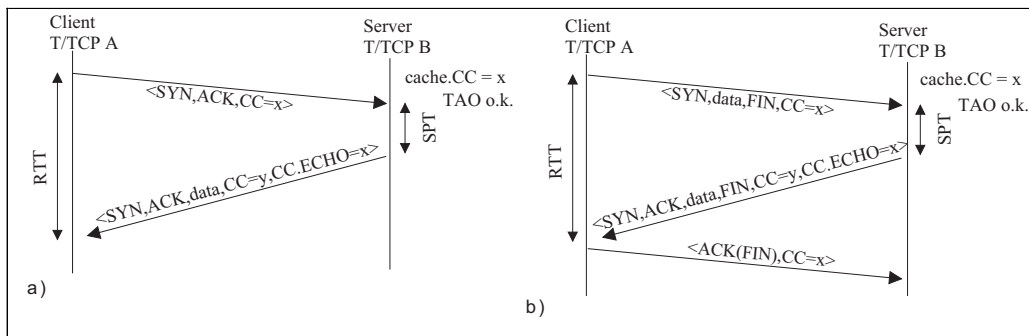 Client
T/TCP A
Server
T/TCP B
cache.CC = x
TAO o.k.
<SYN,ACK,CC=x>
SPT
RTT
<SYN,ACK,data,CC=y,CC.ECHO=x>
a)
Client
T/TCP A
Server
T/TCP B
cache.CC = x
TAO o.k.
<SYN,data,FIN,CC=x>
SPT
RTT
<SYN,ACK,data,FIN,CC=y,CC.ECHO=x>
<ACK(FIN),CC=x>
b)